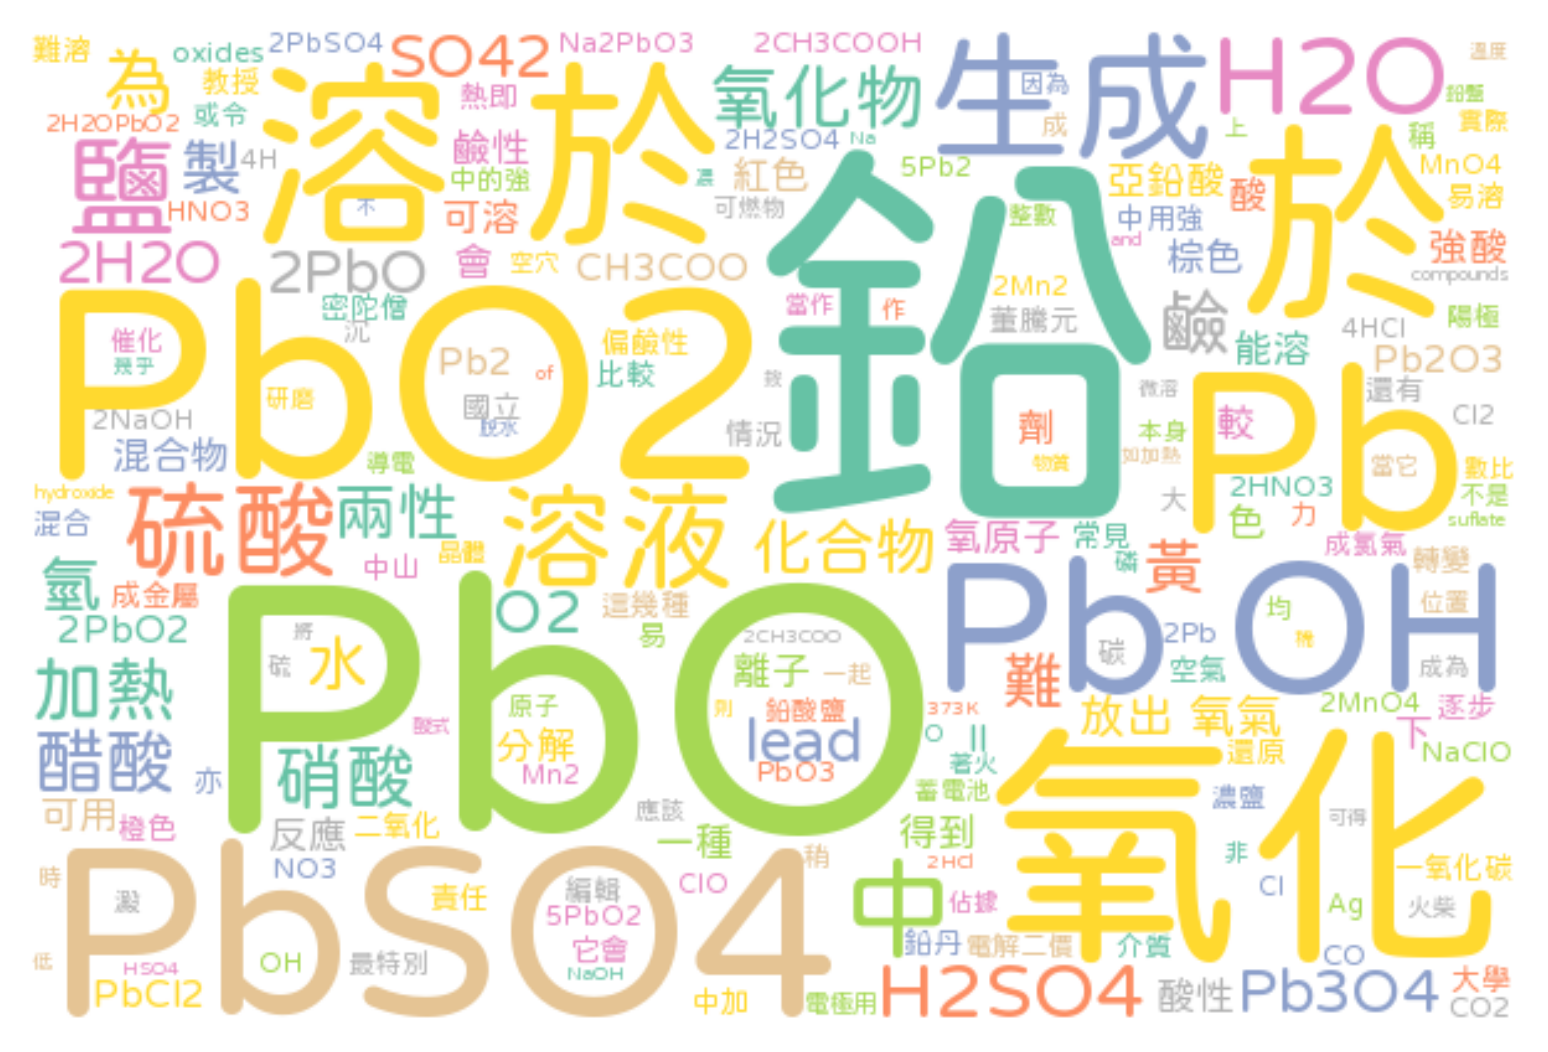 難溶
為
oxides
2PbSO4
SO42
Na2PbO3
2CH3COOH
生成
H2O
溫度
教授
溶於
熱即
氧化物
因為
鉛鹽
2H2OPbO2
或令
鹽
製
4H
鹼性
2H2SO4
Na
成
上
稱
實際
中的強
濃
紅色
5Pb2
亞鉛酸
酸
於
MnO4
HNO3
不
可溶
可燃物
鉛
整數
中
用強
易溶
and
強酸
2H2O
2PbO
會
空穴
CH3COO
棕色
compounds
密陀僧
沉
當作
作
2Mn2
董騰元
鹼
能溶
4HCl
陽極
PbO2
催化
幾乎
Pb2
偏鹼性
比較
of
Pb2O3
研磨
國立
脫水
微溶
Pb
還有
2NaOH
情況
劑
本身
較
Cl2
混合物
導電
物質
如加熱
當它
數比
hydroxide
硫酸
兩性
溶液
大
2HNO3
力
不是
混合
化合物
氧原子
常見
色
suflate
晶體
中山
成氯氣
氫
成金屬
O2
這幾種
磷
黃
轉變
2PbO2
PbO
易
2CH3COO
Pb
OH
均
2Pb
位置
將
硫
水
離子
一起
碳
空氣
成為
加熱
原子
則
鉛酸鹽
難
2MnO4
逐步
酸式
分解
lead
373K
放出
氧氣
下
醋酸
亦
硝酸
Mn2
PbO3
O
II
著火
還原
NaClO
可用
橙色
反應
二氧化
應該
蓄電池
氧化
濃鹽
可得
一種
得到
NO3
稍
2HCl
非
一氧化碳
時
PbSO4
澱
責任
編輯
ClO
中
佔據
Cl
5PbO2
Ag
火柴
低
HSO4
OH
最特別
它會
NaOH
鉛丹
電解二價
介質
CO
PbCl2
中加
電極用
H2SO4
酸性
Pb3O4
大學
CO2